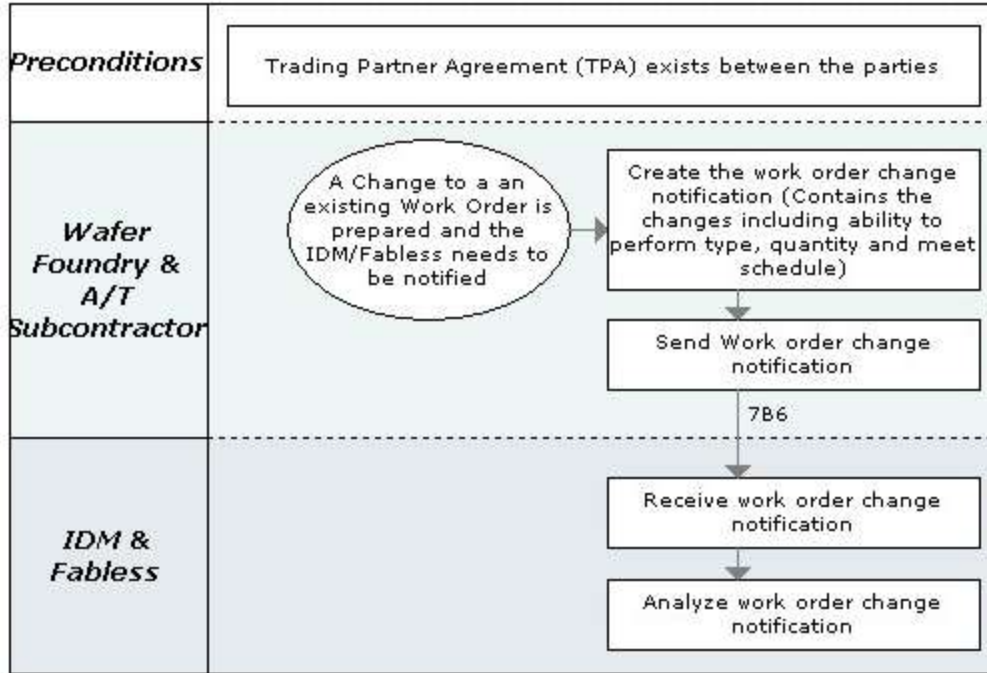 Preconditions
Trading Partner Agreement (TPA) exists between the parties
Wafer
Foundry &
A/T
Subcontractor
A Change to a an
existing Work Order is
prepared and the
IDM/Fabless needs to
be notified
Create the work order change
notification (Contains the
changes including ability to
perform type, quantity and meet
schedule)
Send Work order change
notification
7B6
IDM &
Fabless
Receive work order change
notification
Analyze work order change
notification